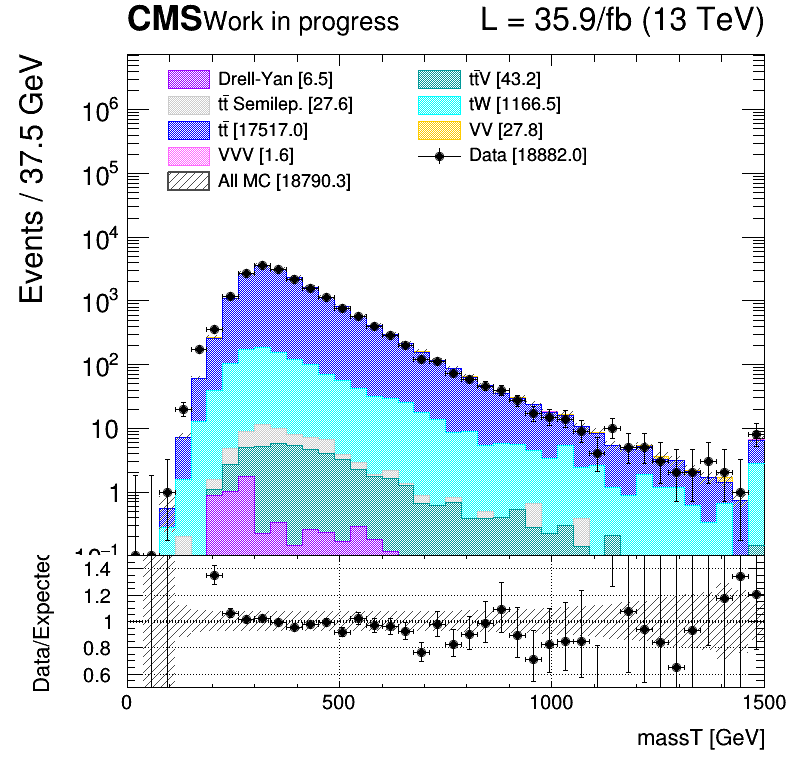 CMS Work in progress L = 35.9/fb (13 TeV)
Events / 37.5 GeV
Drell-Yan [6.5]
tt̄ Semilep. [27.6]
tt̄ [17517.0]
VVV [1.6]
All MC [18790.3]
tt̄V [43.2]
tW [1166.5]
VV [27.8]
Data [18882.0]
10⁶
10⁵
10⁴
10³
10²
10
1
10⁻¹
Data/Expected
1.4
1.2
1
0.8
0.6
0 500 1000 1500
massT [GeV]